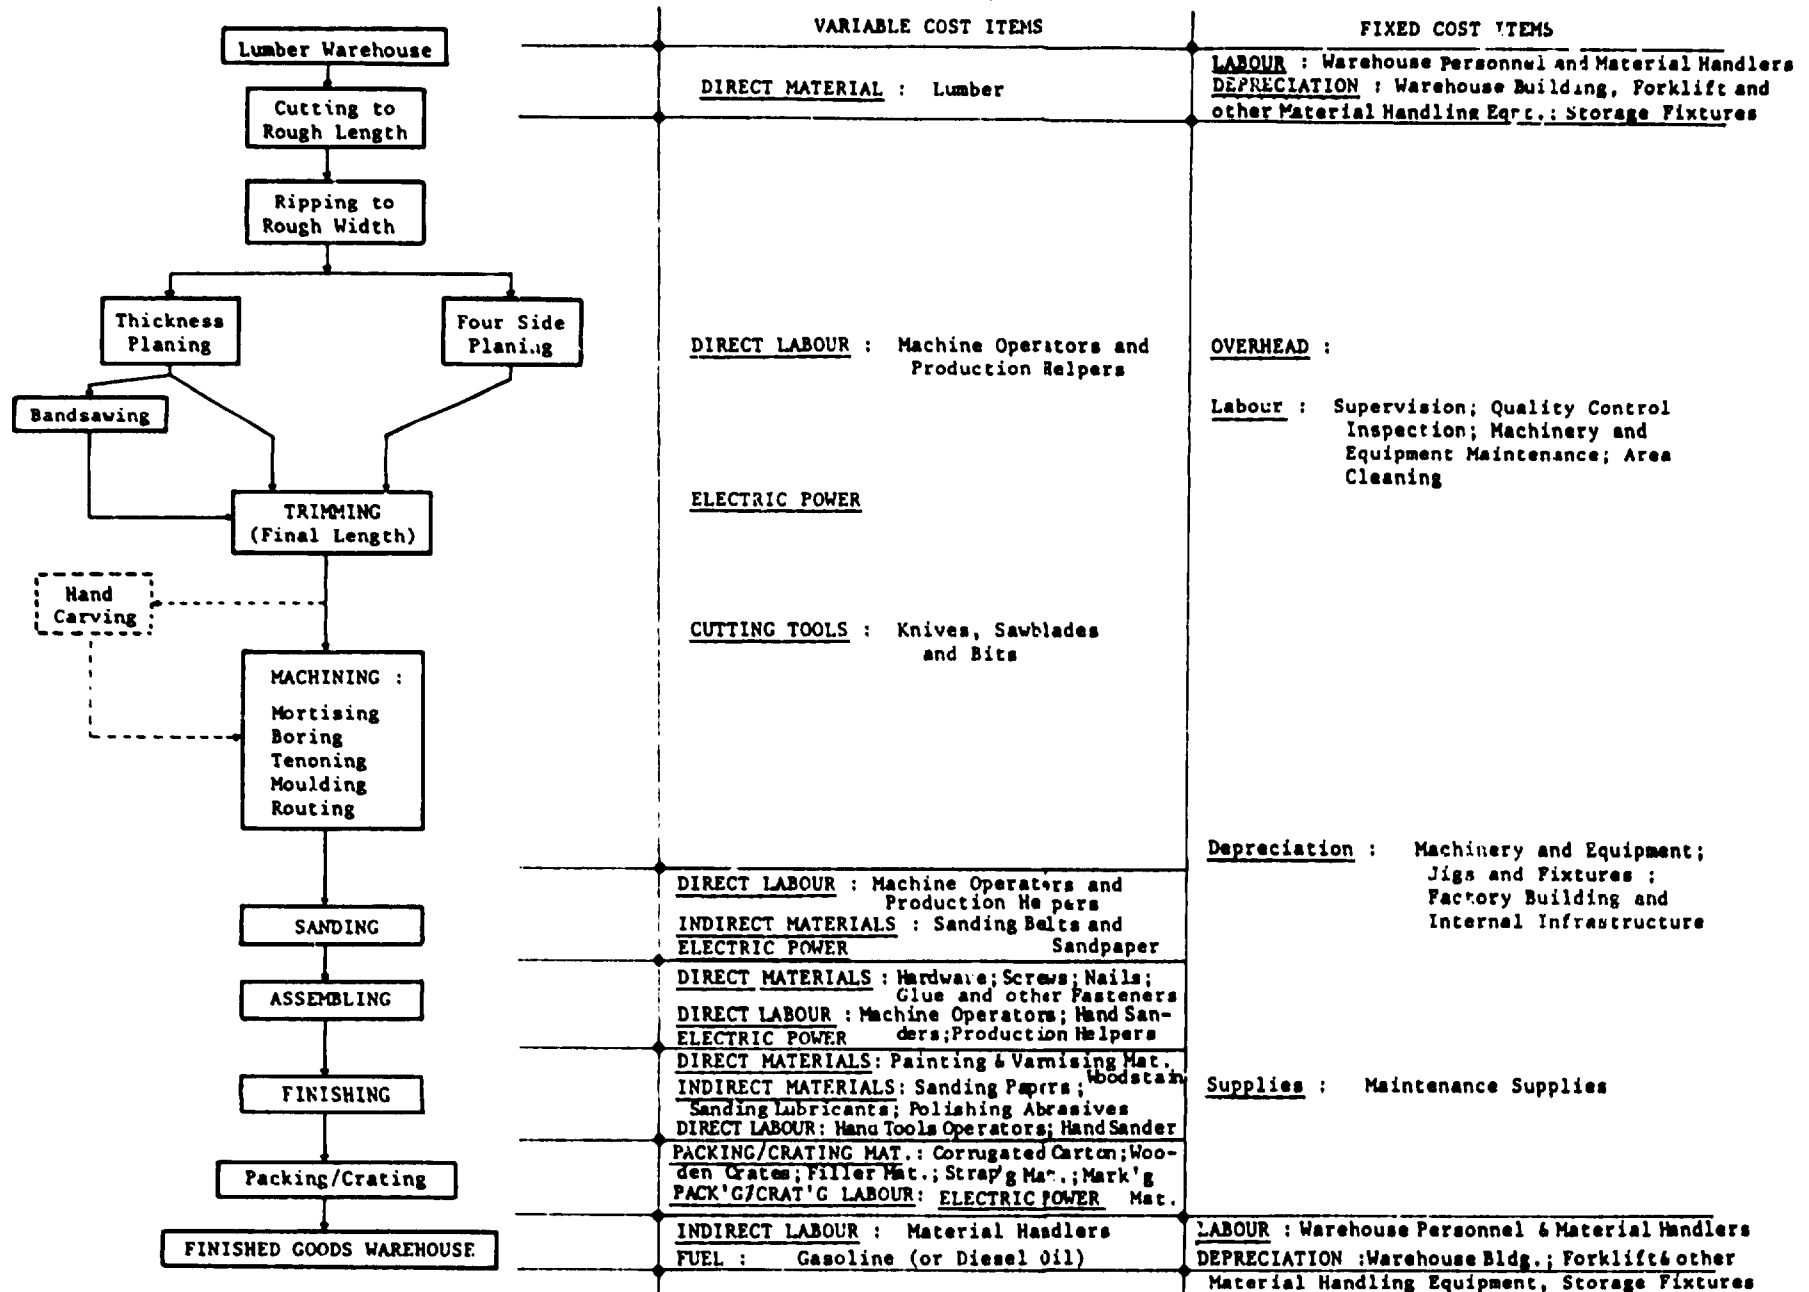 Lumber Warehouse
Cutting to
Rough Length
Ripping to
Rough Width
Thickness
Planing
Four Side
Planing
Bandsawing
TRIMMING
(Final Length)
Hand
Carving
MACHINING :
Mortising
Boring
Tenoning
Moulding
Routing
SANDING
ASSEMBLING
FINISHING
Packing/Crating
FINISHED GOODS WAREHOUSE
VARIABLE COST ITEMS
DIRECT MATERIAL : Lumber
DIRECT LABOUR : Machine Operators and
Production Helpers
ELECTRIC POWER
CUTTING TOOLS : Knives, Sawblades
and Bits
DIRECT LABOUR : Machine Operators and
Production Helpers
INDIRECT MATERIALS : Sanding Belts and
ELECTRIC POWER Sandpaper
DIRECT MATERIALS : Hardware; Screws; Nails;
Glue and other Fasteners
DIRECT LABOUR : Machine Operators; Hand San-
ELECTRIC POWER ders; Production Helpers
DIRECT MATERIALS: Painting & Varnising Mat.
INDIRECT MATERIALS: Sanding Papers; Woodstain
Sanding Lubricants; Polishing Abrasives
DIRECT LABOUR: Hand Tools Operators; Hand Sander
PACKING/CRATING MAT.: Corrugated Carton; Woo-
den Crates; Filler Mat.; Strap'g Mat.; Mark'g
PACK'G/CRAT'G LABOUR: ELECTRIC POWER Mat.
INDIRECT LABOUR : Material Handlers
FUEL : Gasoline (or Diesel Oil)
FIXED COST ITEMS
LABOUR : Warehouse Personnel and Material Handlers
DEPRECIATION : Warehouse Building, Forklift and
other Material Handling Eqpt.; Storage Fixtures
OVERHEAD :
Labour : Supervision; Quality Control
Inspection; Machinery and
Equipment Maintenance; Area
Cleaning
Depreciation : Machinery and Equipment;
Jigs and Fixtures ;
Factory Building and
Internal Infrastructure
Supplies : Maintenance Supplies
LABOUR : Warehouse Personnel & Material Handlers
DEPRECIATION :Warehouse Bldg.; Forklift & other
Material Handling Equipment, Storage Fixtures